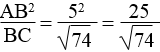 AB²/BC = 5²/√74 = 25/√74